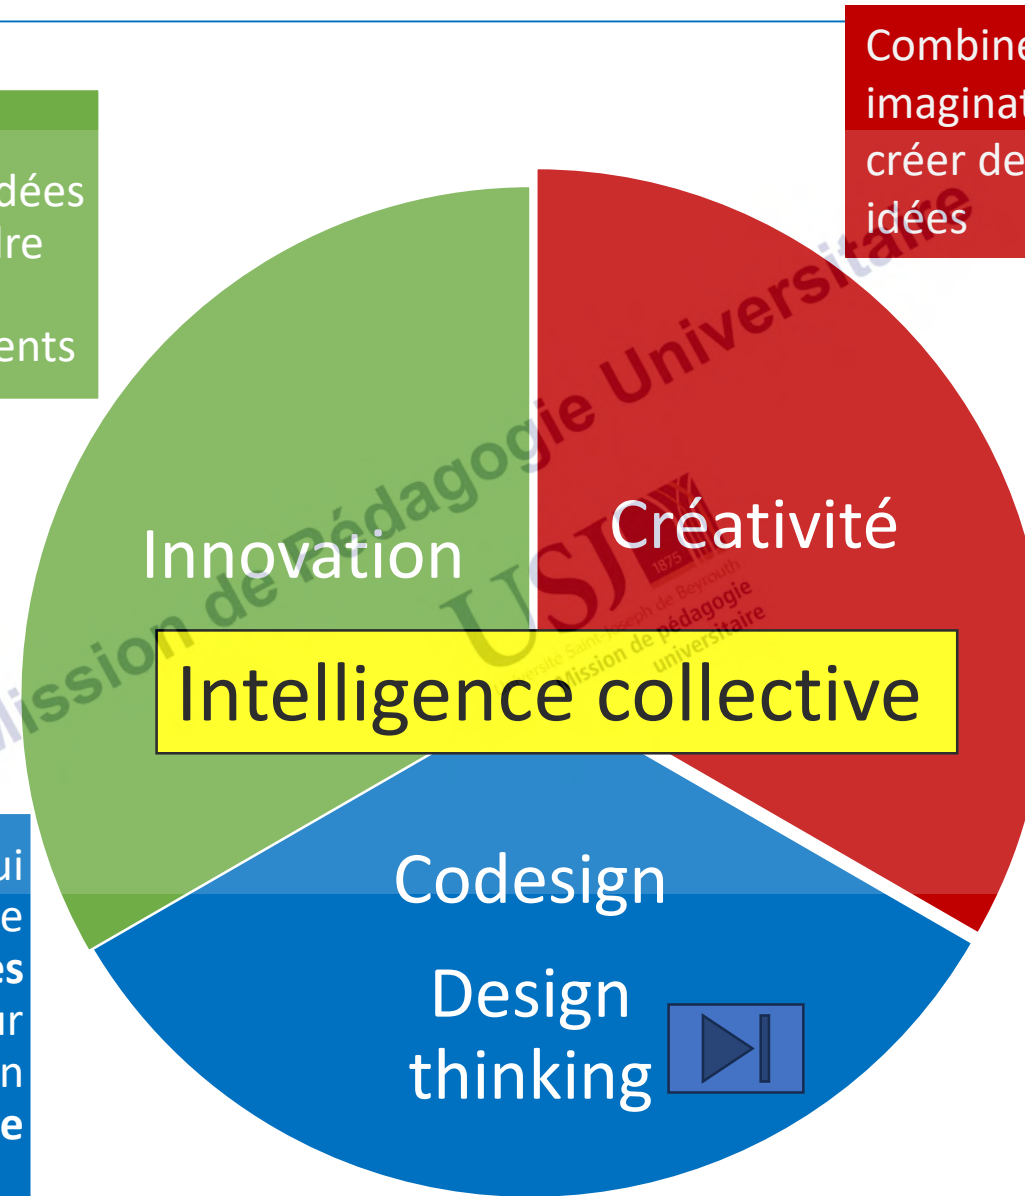 Combine
imaginat
créer de
idées
dées
dre
ents
Innovation
Créativité
Intelligence collective
Codesign
Design
thinking
ui
e
es
ur
n
e
Mission de Pédagogie Universitaire
USJ
1875
Université Saint-Joseph de Beyrouth
Mission de pédagogie
universitaire